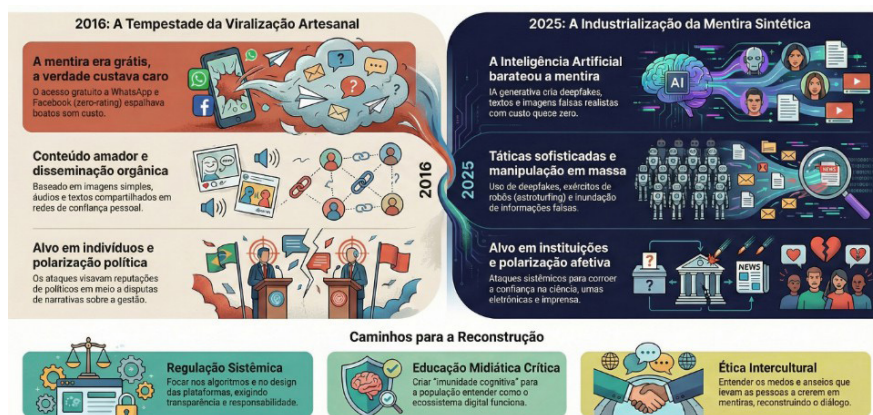 2016: A Tempestade da Viralização Artesanal
A mentira era grátis,
a verdade custava caro
O acesso gratuito a WhatsApp e
Facebook (zero-rating) espalhava
boatos som custo.
Conteúdo amador e
disseminação orgânica
Baseado em imagens simples,
áudios e textos compartilhados em
redes de confiança pessoal.
Alvo em indivíduos e
polarização política
Os ataques visavam reputações
de políticos em meio a disputas
de narrativas sobre a gestão.
2016
2025
2025: A Industrialização da Mentira Sintética
A Inteligência Artificial
barateou a mentira
IA generativa cria deepfakes,
textos e imagens falsas realistas
com custo quece zero.
AI
Táticas sofisticadas e
manipulação em massa
Uso de deepfakes, exércitos de
robôs (astroturfing) e inundação
de informações falsas.
NEWS
Alvo em instituições
e polarização afetiva
Ataques sistêmicos para corroer
a confiança na ciência, urnas
eletrônicas e imprensa.
NEWS
Caminhos para a Reconstrução
Regulação Sistêmica
Focar nos algoritmos e no design
das plataformas, exigindo
transparência e responsabilidade.
Educação Midiática Crítica
Criar "imunidade cognitiva" para
a população entender como o
ecossistema digital funciona.
Ética Intercultural
Entender os medos e anseios que
levam as pessoas a crerem em
mentiras, reconstruindo o diálogo.